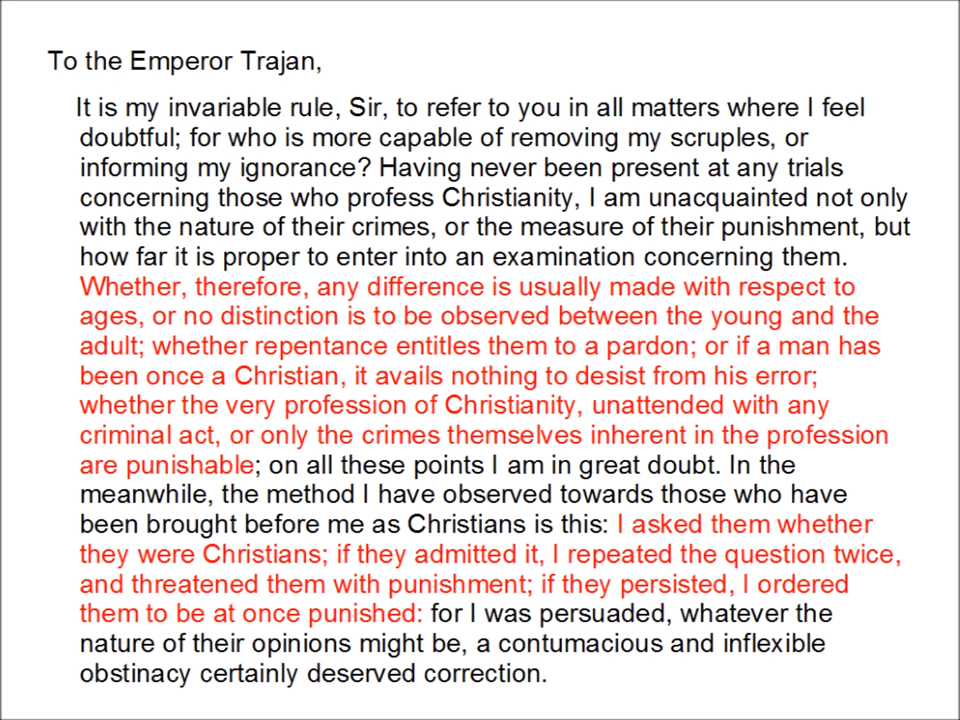 To the Emperor Trajan,
It is my invariable rule, Sir, to refer to you in all matters where I feel
doubtful; for who is more capable of removing my scruples, or
informing my ignorance? Having never been present at any trials
concerning those who profess Christianity, I am unacquainted not only
with the nature of their crimes, or the measure of their punishment, but
how far it is proper to enter into an examination concerning them.
Whether, therefore, any difference is usually made with respect to
ages, or no distinction is to be observed between the young and the
adult; whether repentance entitles them to a pardon; or if a man has
been once a Christian, it avails nothing to desist from his error;
whether the very profession of Christianity, unattended with any
criminal act, or only the crimes themselves inherent in the profession
are punishable; on all these points I am in great doubt. In the
meanwhile, the method I have observed towards those who have
been brought before me as Christians is this: I asked them whether
they were Christians; if they admitted it, I repeated the question twice,
and threatened them with punishment; if they persisted, I ordered
them to be at once punished: for I was persuaded, whatever the
nature of their opinions might be, a contumacious and inflexible
obstinacy certainly deserved correction.